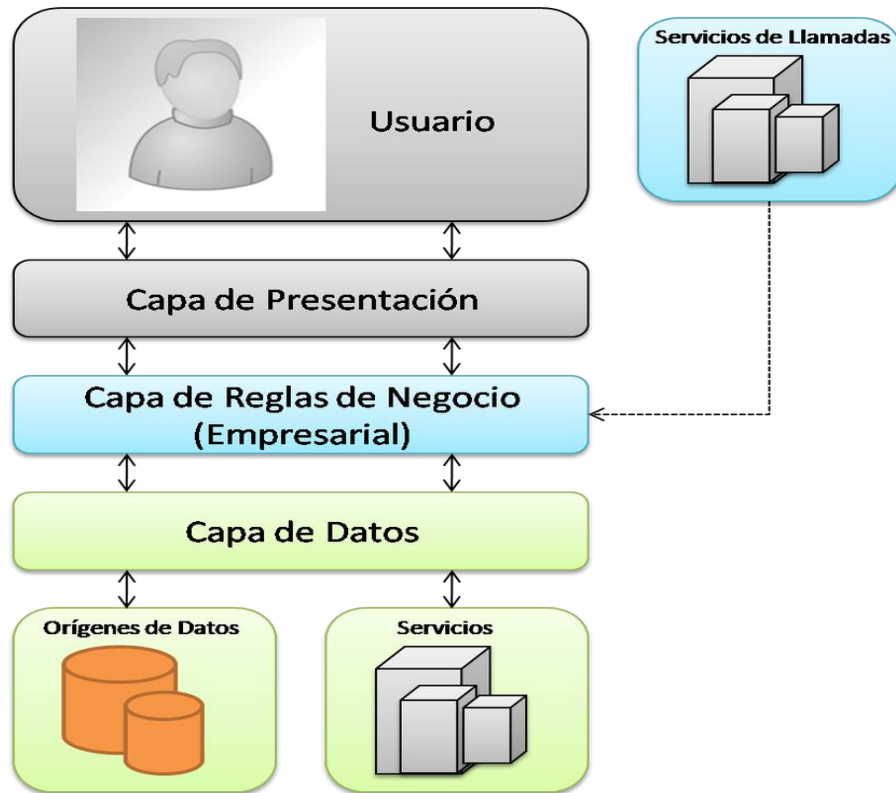 Usuario
Servicios de Llamadas
Capa de Presentación
Capa de Reglas de Negocio
(Empresarial)
Capa de Datos
Orígenes de Datos
Servicios